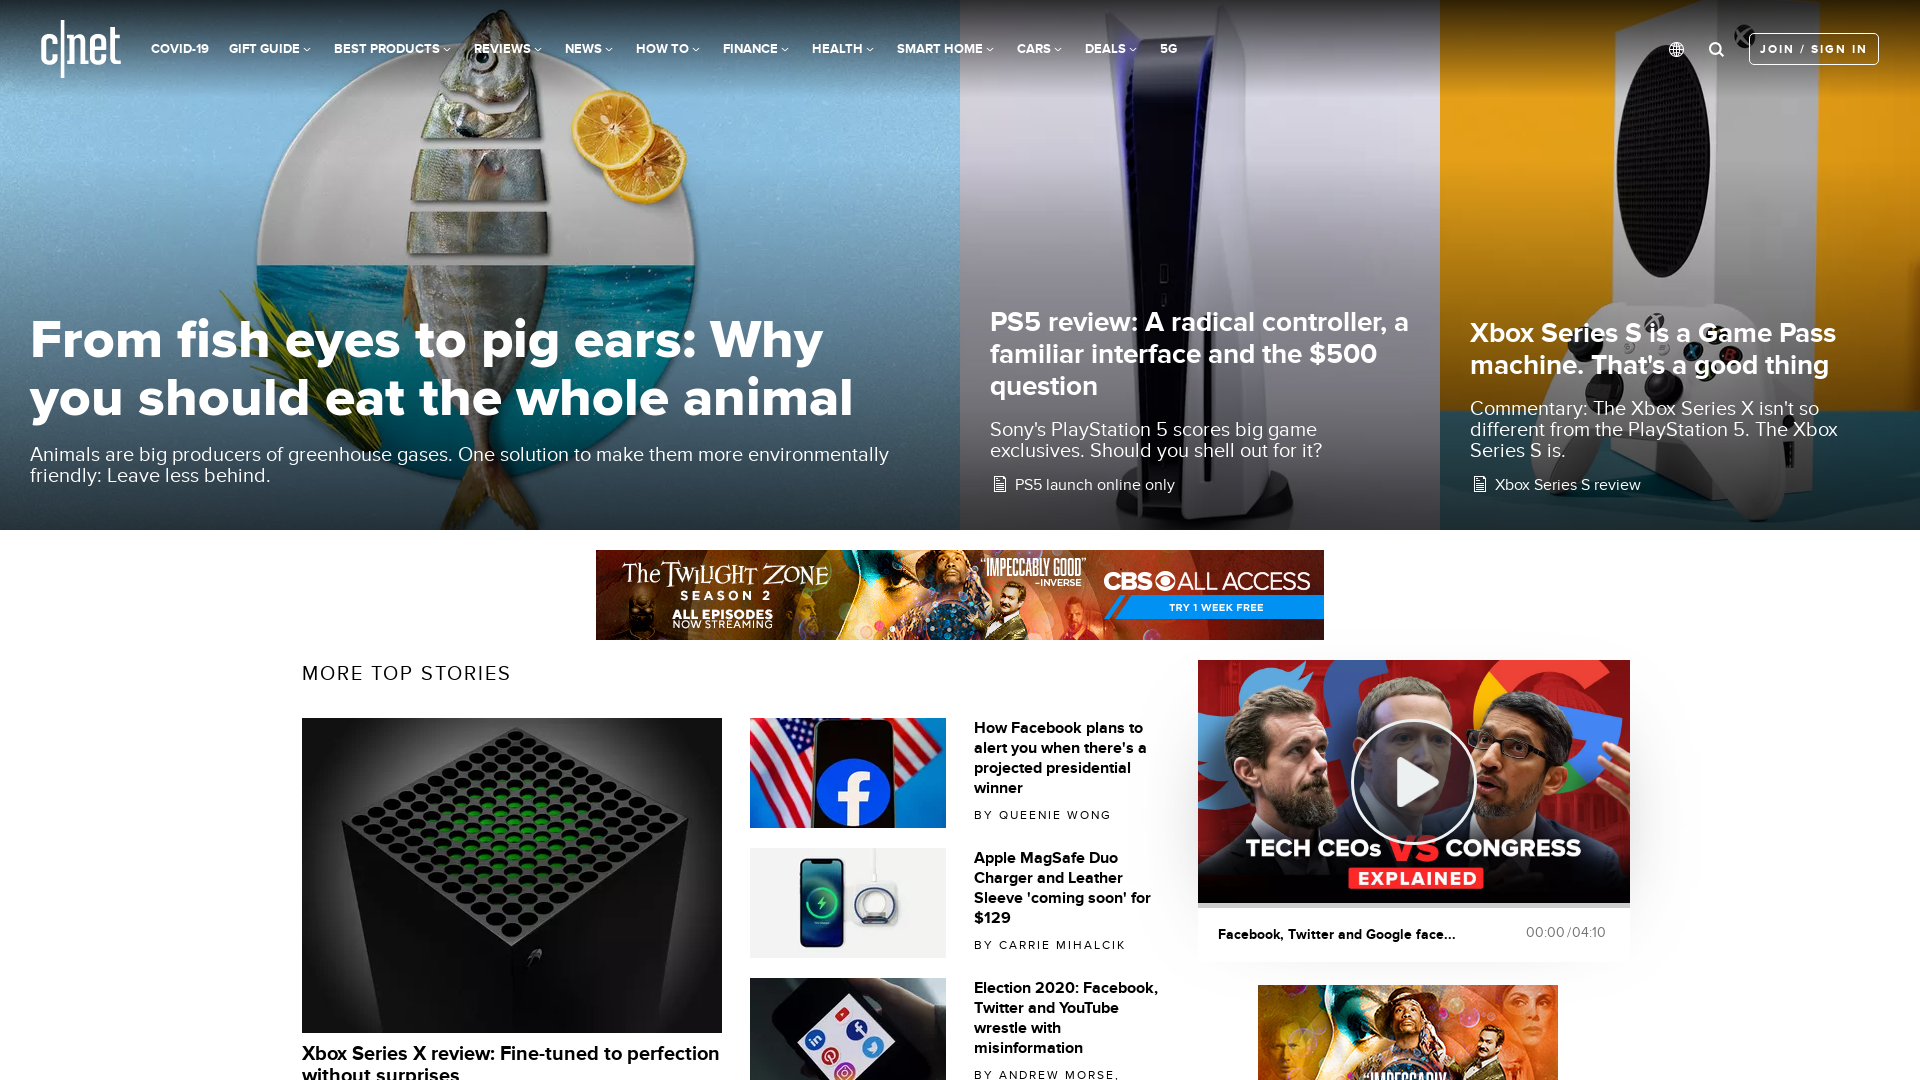 c|net
COVID-19
GIFT GUIDE
BEST PRODUCTS
REVIEWS
NEWS
HOW TO
FINANCE
HEALTH
SMART HOME
CARS
DEALS
5G
JOIN / SIGN IN
From fish eyes to pig ears: Why
you should eat the whole animal
Animals are big producers of greenhouse gases. One solution to make them more environmentally
friendly: Leave less behind.
PS5 review: A radical controller, a
familiar interface and the $500
question
Sony's PlayStation 5 scores big game
exclusives. Should you shell out for it?
PS5 launch online only
Xbox Series S is a Game Pass
machine. That's a good thing
Commentary: The Xbox Series X isn't so
different from the PlayStation 5. The Xbox
Series S is.
Xbox Series S review
THE TWILIGHT ZONE
SEASON 2
ALL EPISODES
NOW STREAMING
"IMPECCABLY GOOD"
–INVERSE
CBS ALL ACCESS
TRY 1 WEEK FREE
MORE TOP STORIES
Xbox Series X review: Fine-tuned to perfection
without surprises
How Facebook plans to
alert you when there's a
projected presidential
winner
BY QUEENIE WONG
Apple MagSafe Duo
Charger and Leather
Sleeve 'coming soon' for
$129
BY CARRIE MIHALCIK
Election 2020: Facebook,
Twitter and YouTube
wrestle with
misinformation
BY ANDREW MORSE,
TECH CEOs VS CONGRESS
EXPLAINED
Facebook, Twitter and Google face...
00:00 /04:10
"IMPECCABLY